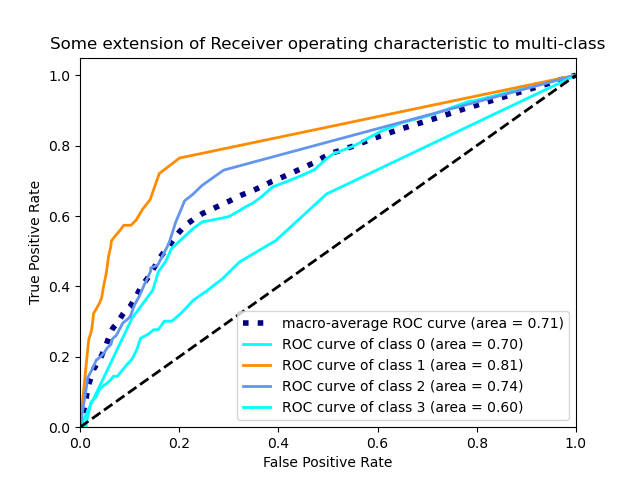 Some extension of Receiver operating characteristic to multi-class
True Positive Rate
1.0
0.8
0.6
0.4
0.2
0.0
macro-average ROC curve (area = 0.71)
ROC curve of class 0 (area = 0.70)
ROC curve of class 1 (area = 0.81)
ROC curve of class 2 (area = 0.74)
ROC curve of class 3 (area = 0.60)
0.0 0.2 0.4 0.6 0.8 1.0
False Positive Rate